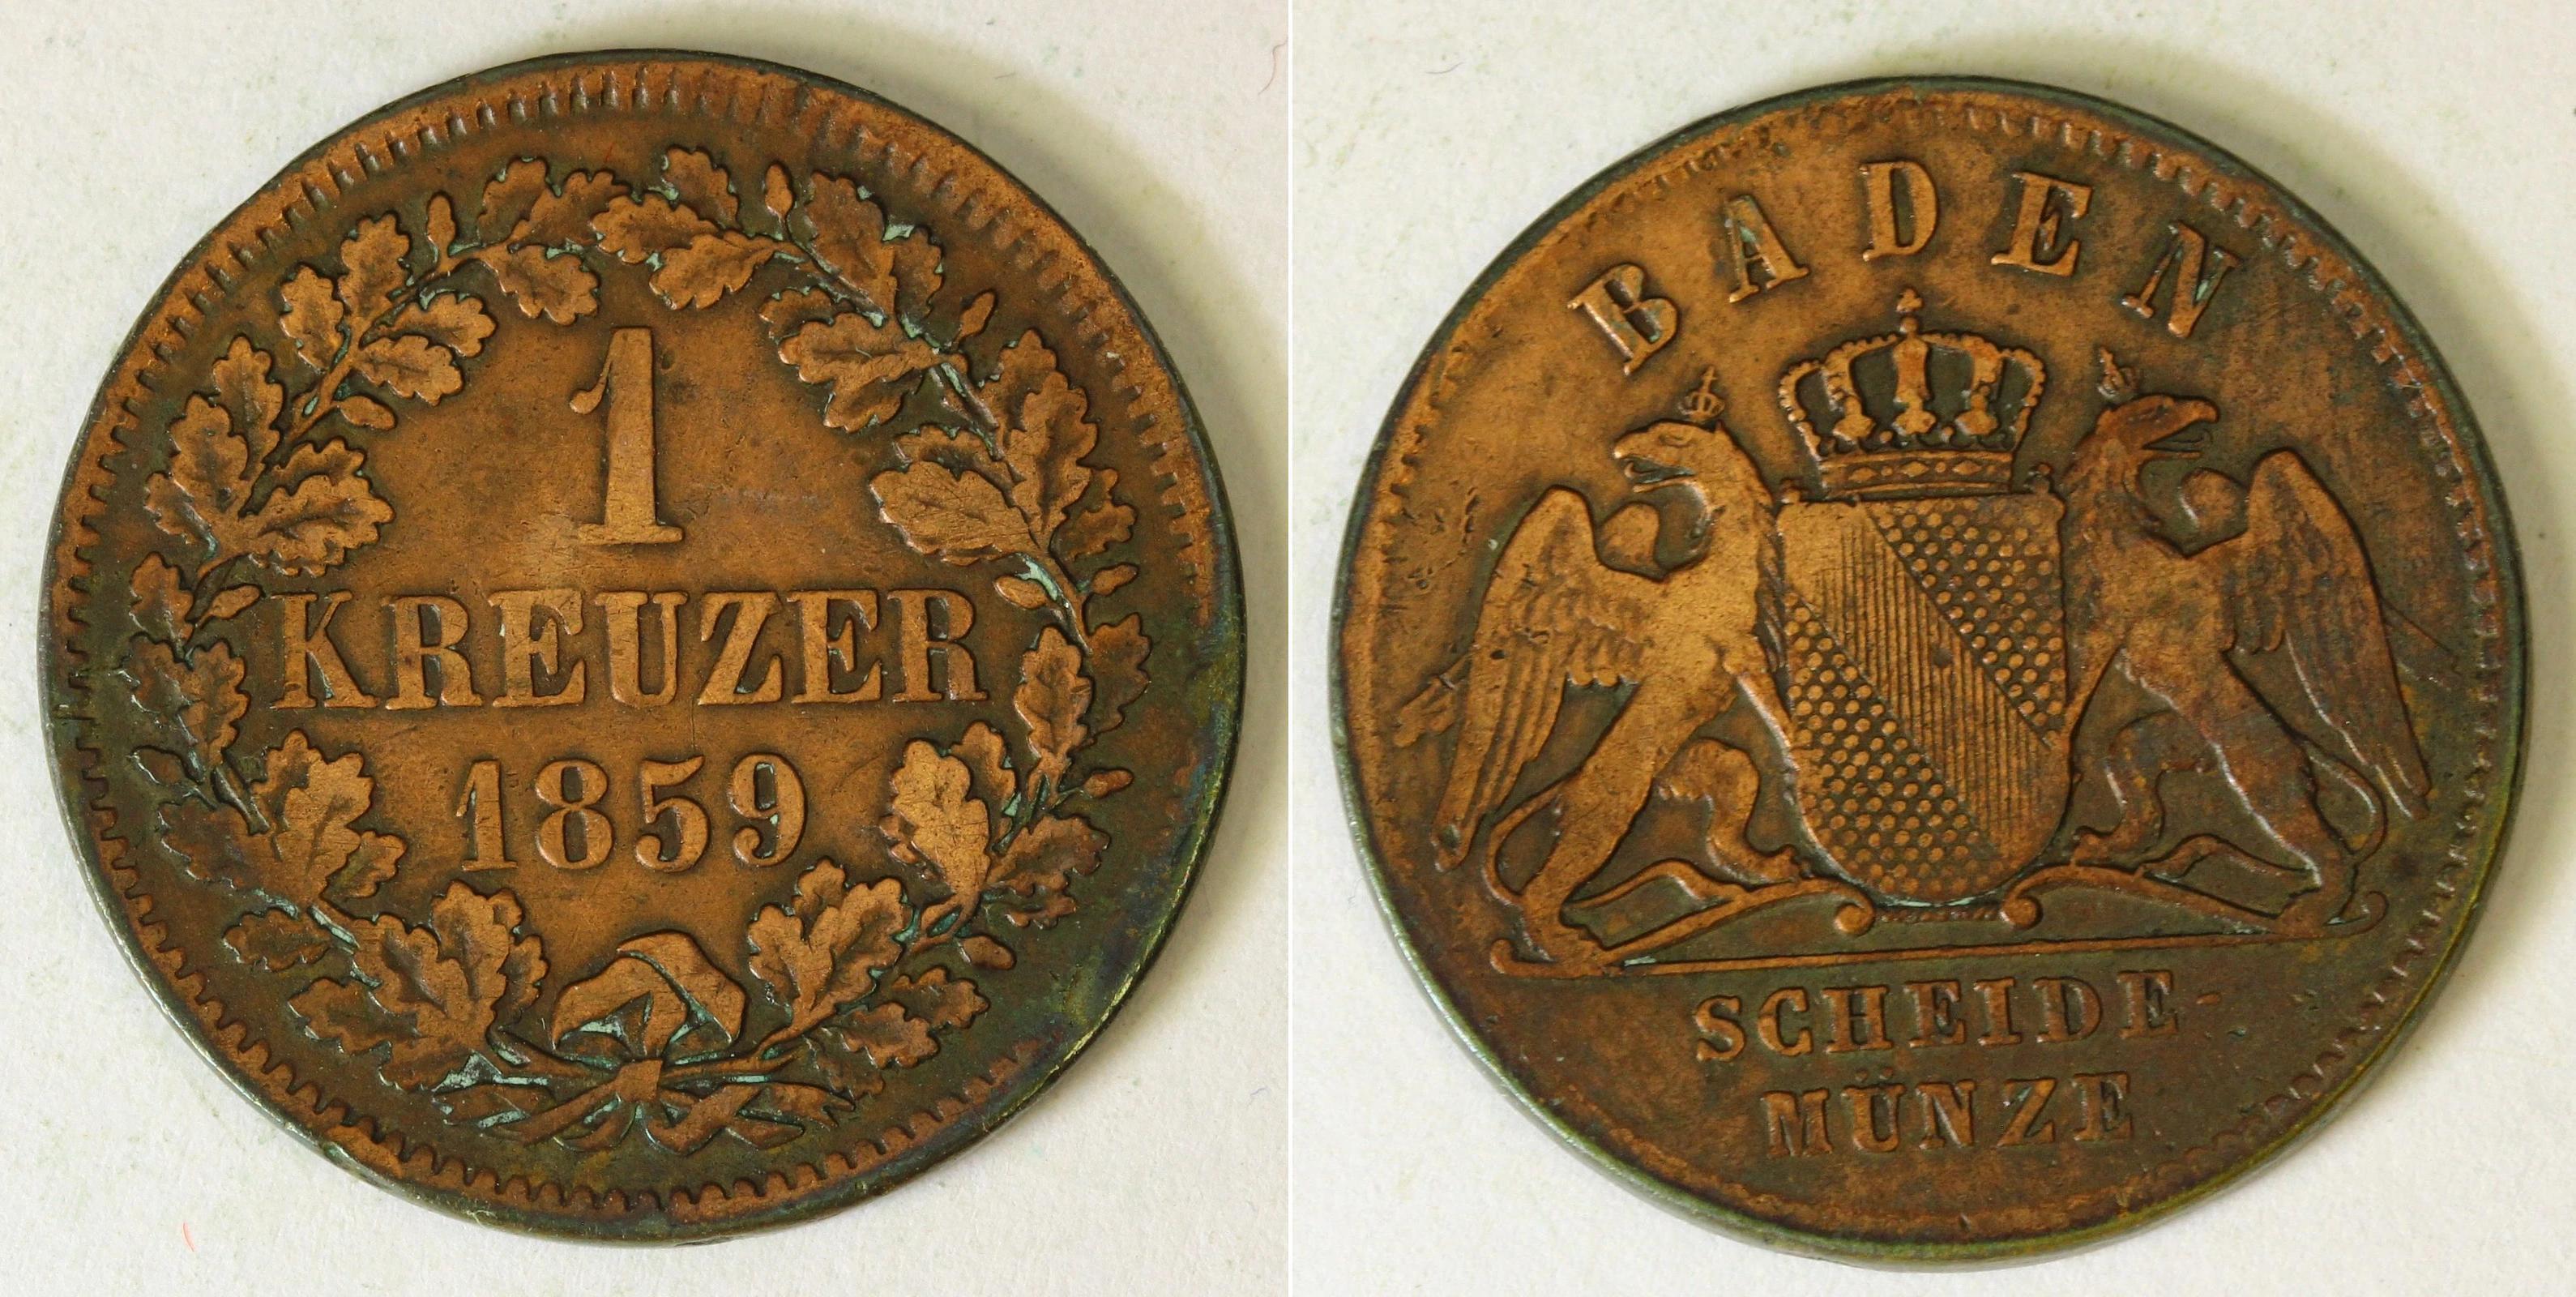 1
KREUZER
1859
BADEN
SCHEIDE-
MÜNZE